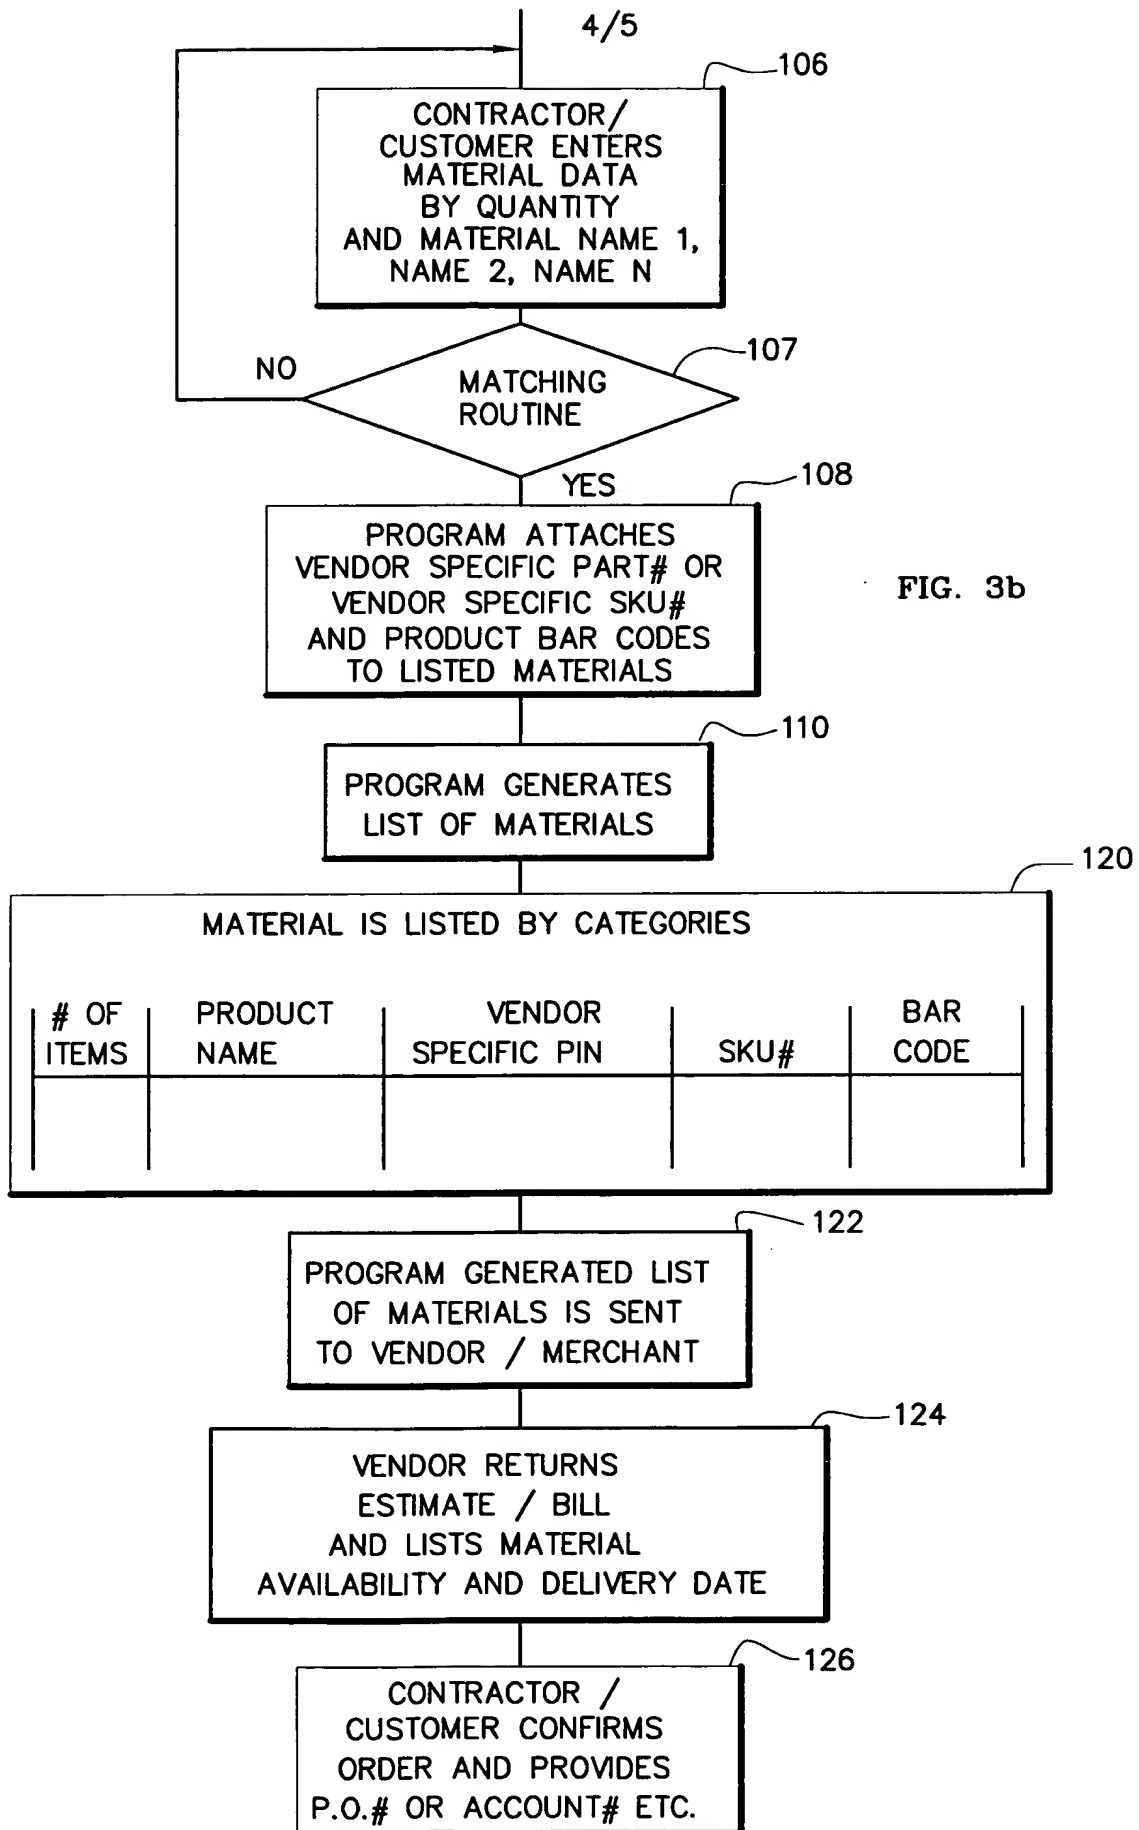 4/5
106
CONTRACTOR/
CUSTOMER ENTERS
MATERIAL DATA
BY QUANTITY
AND MATERIAL NAME 1,
NAME 2, NAME N
107
NO
MATCHING
ROUTINE
YES
108
PROGRAM ATTACHES
VENDOR SPECIFIC PART# OR
VENDOR SPECIFIC SKU#
AND PRODUCT BAR CODES
TO LISTED MATERIALS
FIG. 3b
110
PROGRAM GENERATES
LIST OF MATERIALS
120
MATERIAL IS LISTED BY CATEGORIES
# OF
ITEMS
PRODUCT
NAME
VENDOR
SPECIFIC PIN
SKU#
BAR
CODE
122
PROGRAM GENERATED LIST
OF MATERIALS IS SENT
TO VENDOR / MERCHANT
124
VENDOR RETURNS
ESTIMATE / BILL
AND LISTS MATERIAL
AVAILABILITY AND DELIVERY DATE
126
CONTRACTOR /
CUSTOMER CONFIRMS
ORDER AND PROVIDES
P.O.# OR ACCOUNT# ETC.